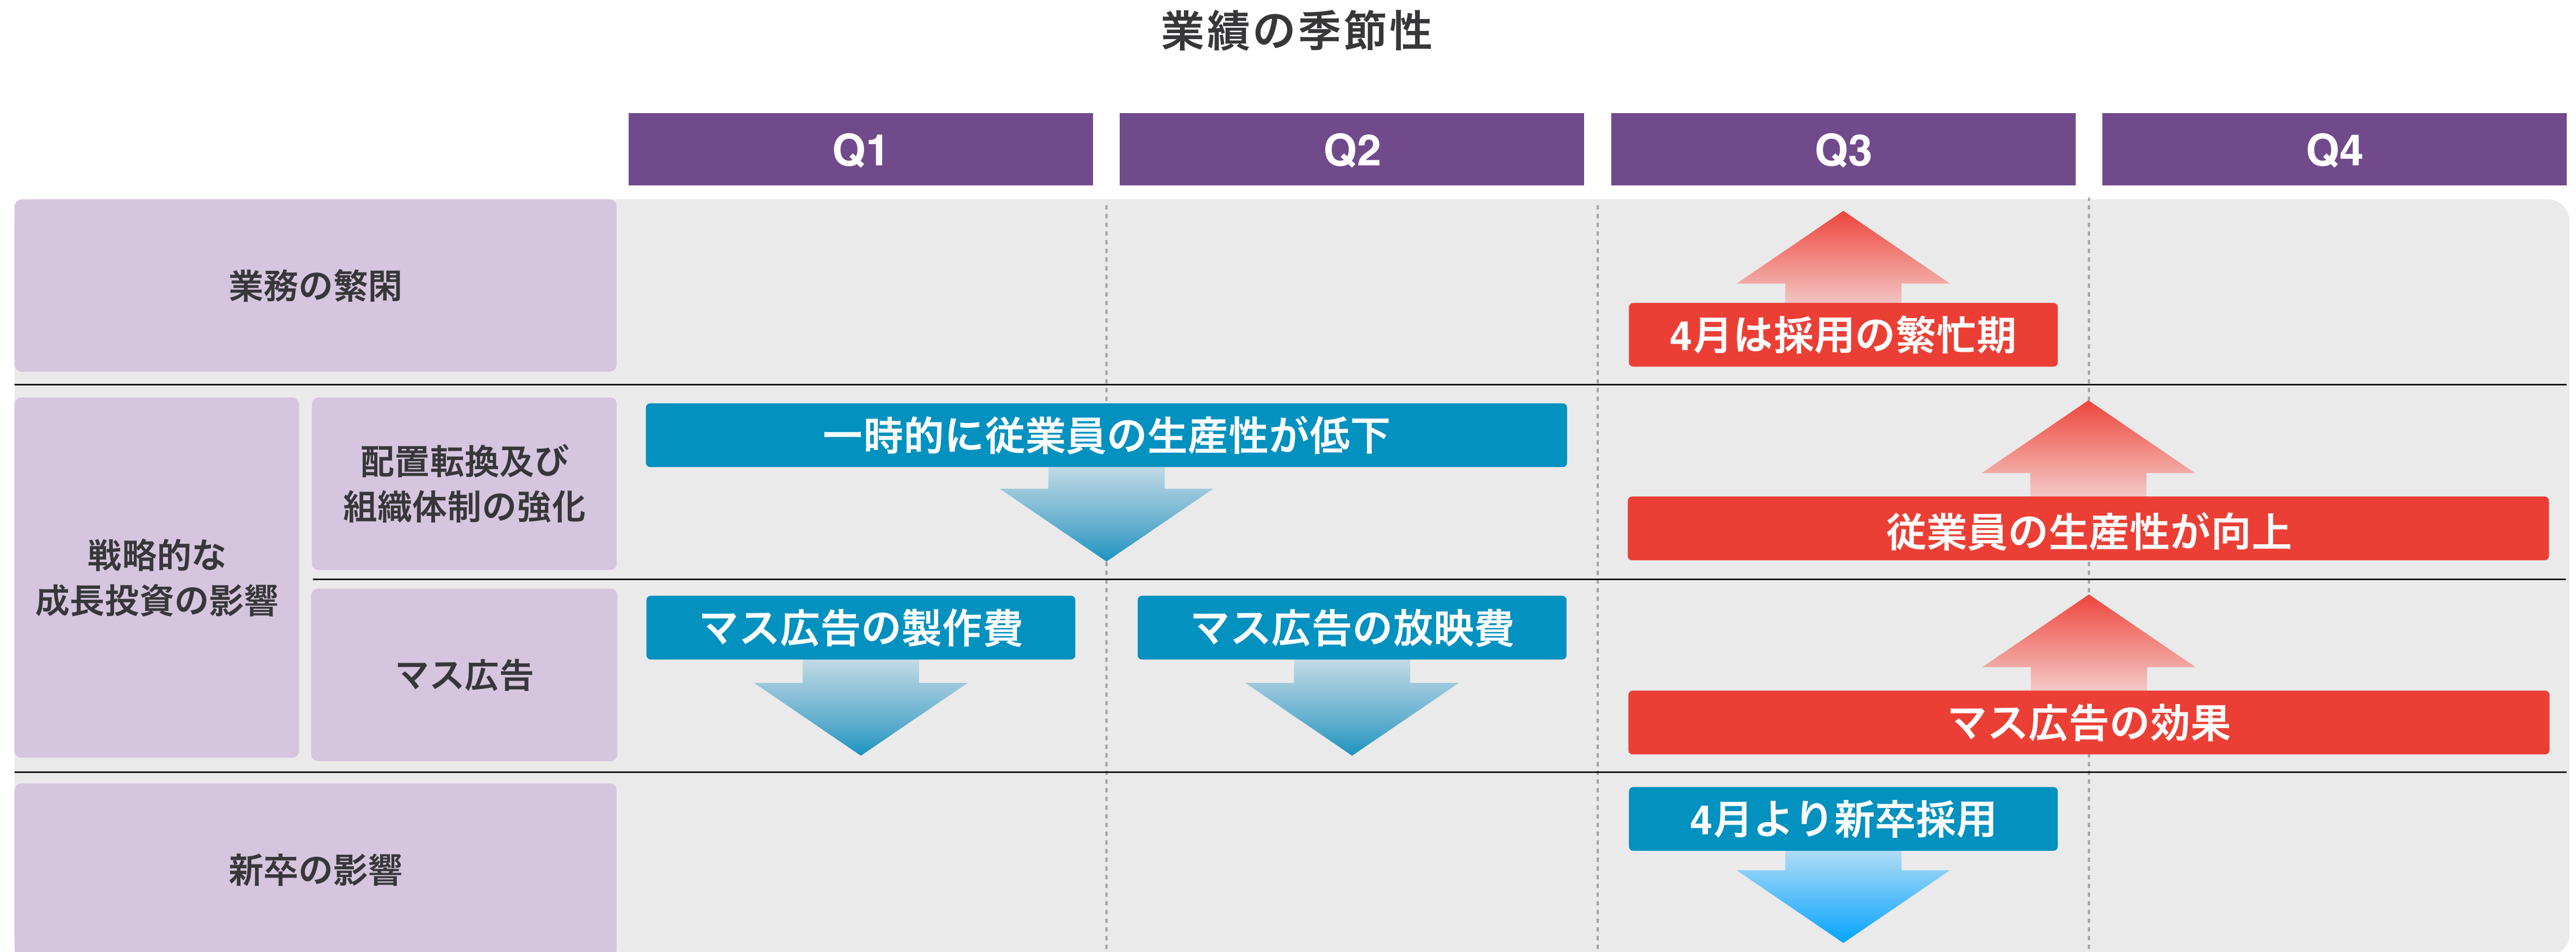 業績の季節性
Q1
Q2
Q3
Q4
業務の繁閑
4月は採用の繁忙期
戦略的な
成長投資の影響
配置転換及び
組織体制の強化
一時的に従業員の生産性が低下
従業員の生産性が向上
マス広告
マス広告の製作費
マス広告の放映費
マス広告の効果
新卒の影響
4月より新卒採用